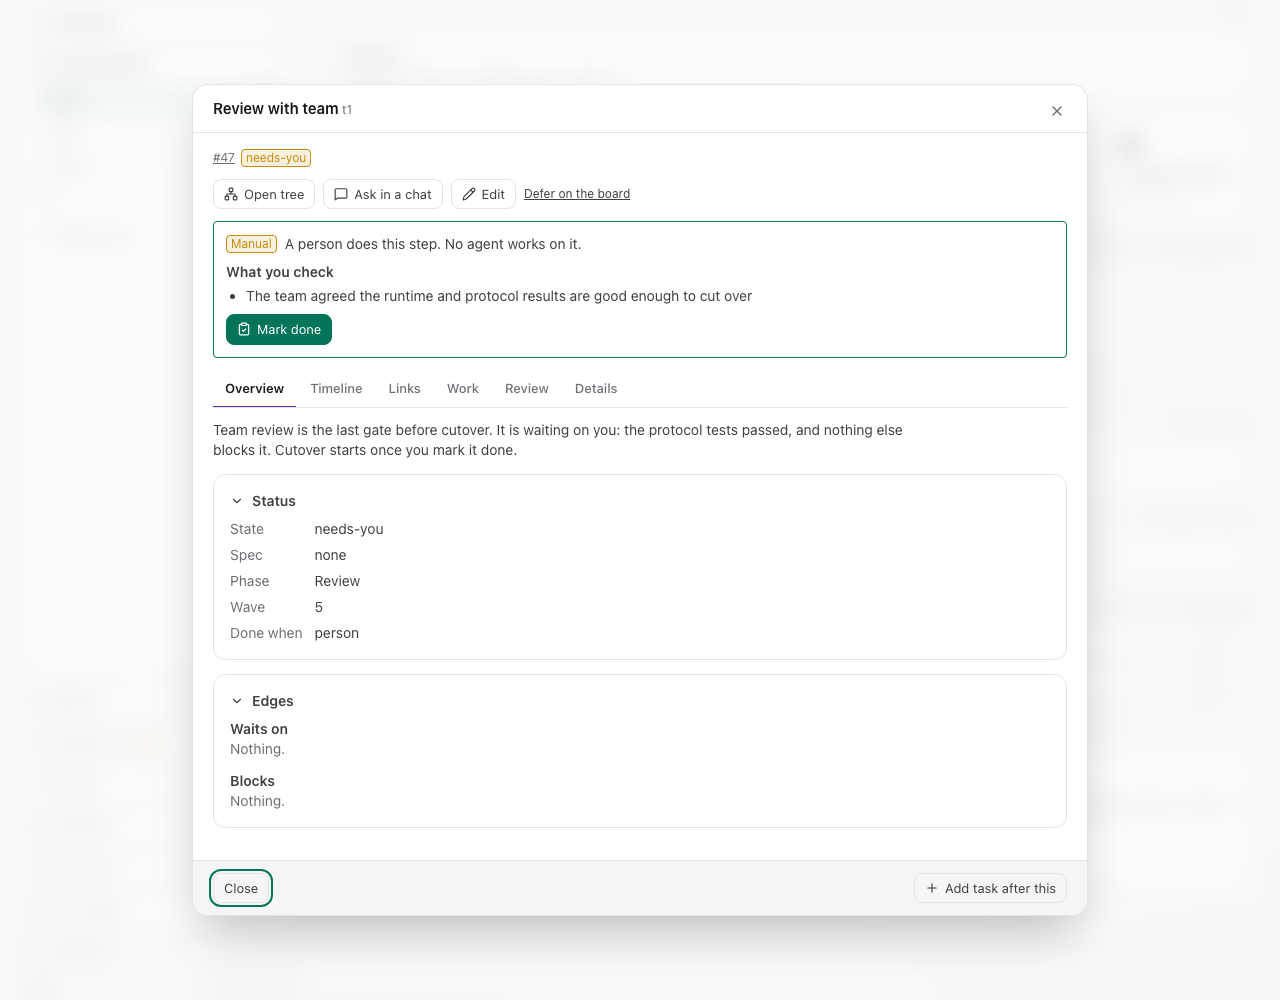 Review with team t1
#47 needs-you
Open tree Ask in a chat Edit Defer on the board
Manual A person does this step. No agent works on it.
What you check
• The team agreed the runtime and protocol results are good enough to cut over
Mark done
Overview Timeline Links Work Review Details
Team review is the last gate before cutover. It is waiting on you: the protocol tests passed, and nothing else
blocks it. Cutover starts once you mark it done.
Status
State needs-you
Spec none
Phase Review
Wave 5
Done when person
Edges
Waits on
Nothing.
Blocks
Nothing.
Close Add task after this